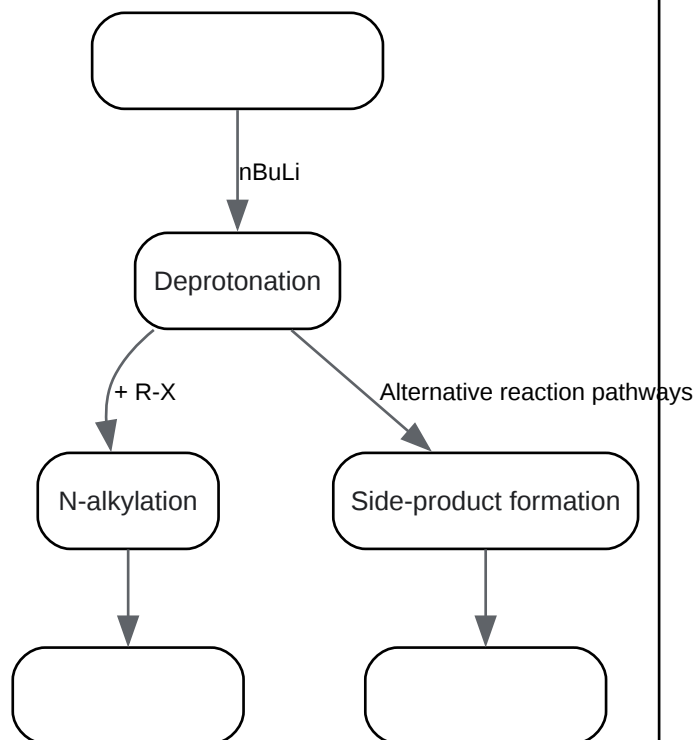 nBuLi
Deprotonation
+ R-X
Alternative reaction pathways
N-alkylation
Side-product formation